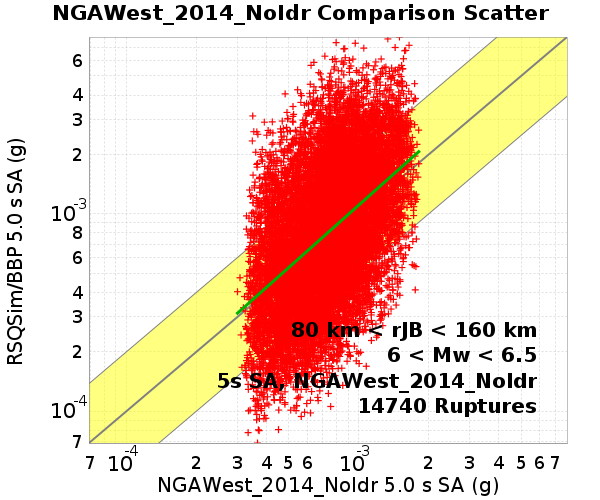 NGAWest_2014_NoIdr Comparison Scatter
RSQSim/BBP 5.0 s SA (g)
6
4
3
2
10-3
8
6
4
3
2
10-4
7
80 km < rJB < 160 km
6 < Mw < 6.5
5s SA, NGAWest_2014_NoIdr
14740 Ruptures
7 10-4 2 3 4 5 6 10-3 2 3 4 5 6 7
NGAWest_2014_NoIdr 5.0 s SA (g)